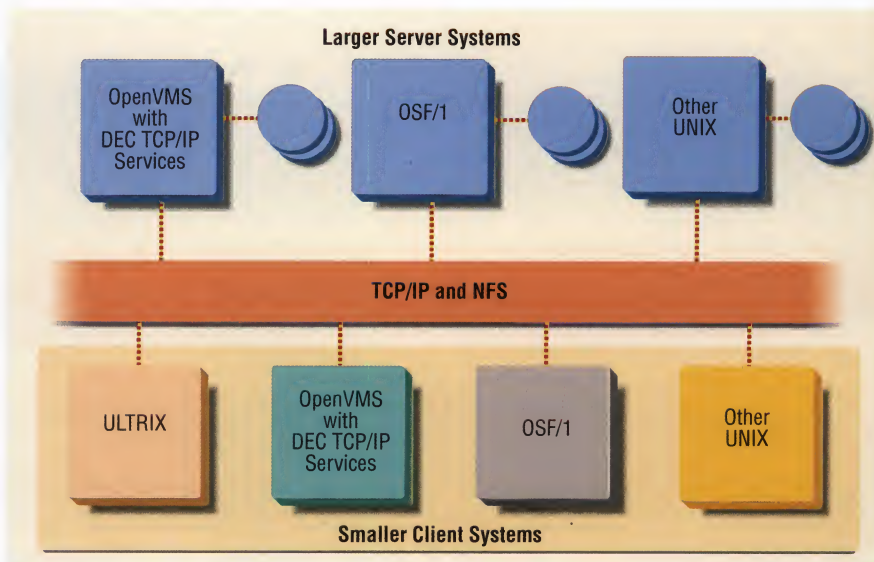 Larger Server Systems
OpenVMS
with
DEC TCP/IP
Services
OSF/1
Other
UNIX
TCP/IP and NFS
ULTRIX
OpenVMS
with
DEC TCP/IP
Services
OSF/1
Other
UNIX
Smaller Client Systems